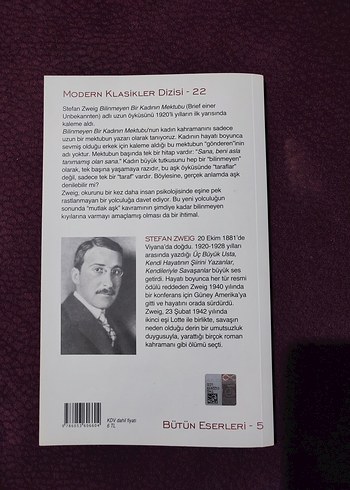 MODERN KLASİKLER DİZİSİ - 22
Stefan Zweig Bilinmeyen Bir Kadının Mektubu (Brief einer
Unbekannten) adlı uzun öyküsünü 1920'li yılların ilk yarısında
kaleme aldı.
Bilinmeyen Bir Kadının Mektubu'nun kadın kahramanını sadece
uzun bir mektubun yazarı olarak tanıyoruz. Kadının hayatı boyunca
sevmiş olduğu erkek için kaleme aldığı bu mektubun "gönderen"inin
adı yoktur. Mektubun başında tek bir hitap vardır: "Sana, beni asla
tanımamış olan sana." Kadın büyük tutkusunu hep bir "bilinmeyen"
olarak, tek başına yaşamaya razıdır, bu aşk öyküsünde "taraflar"
değil, sadece tek bir "taraf" vardır. Böylesine, gerçek anlamda aşk
denilebilir mi?
Zweig, okurunu bir kez daha insan psikolojisinde eşine pek
rastlanmayan bir yolculuğa davet ediyor. Bu yeni yolculuğun
sonunda "mutlak aşk" kavramının şimdiye kadar bilinmeyen
kıyılarına varmayı amaçlamış olması da bir ihtimal.
STEFAN ZWEIG 20 Ekim 1881'de
Viyana'da doğdu. 1920-1928 yılları
arasında yazdığı Üç Büyük Usta,
Kendi Hayatının Şiirini Yazanlar,
Kendileriyle Savaşanlar büyük ses
getirdi. Hayatı boyunca her tür resmi
ödülü reddeden Zweig 1940 yılında
bir konferans için Güney Amerika'ya
gitti ve hayatını orada sürdürdü.
Zweig, 23 Şubat 1942 yılında
ikinci eşi Lotte ile birlikte, savaşın
neden olduğu derin bir umutsuzluk
duygusuyla, yarattığı birçok roman
kahramanı gibi ölümü seçti.
KDV dahil fiyatı
6 TL
BÜTÜN ESERLERİ - 5